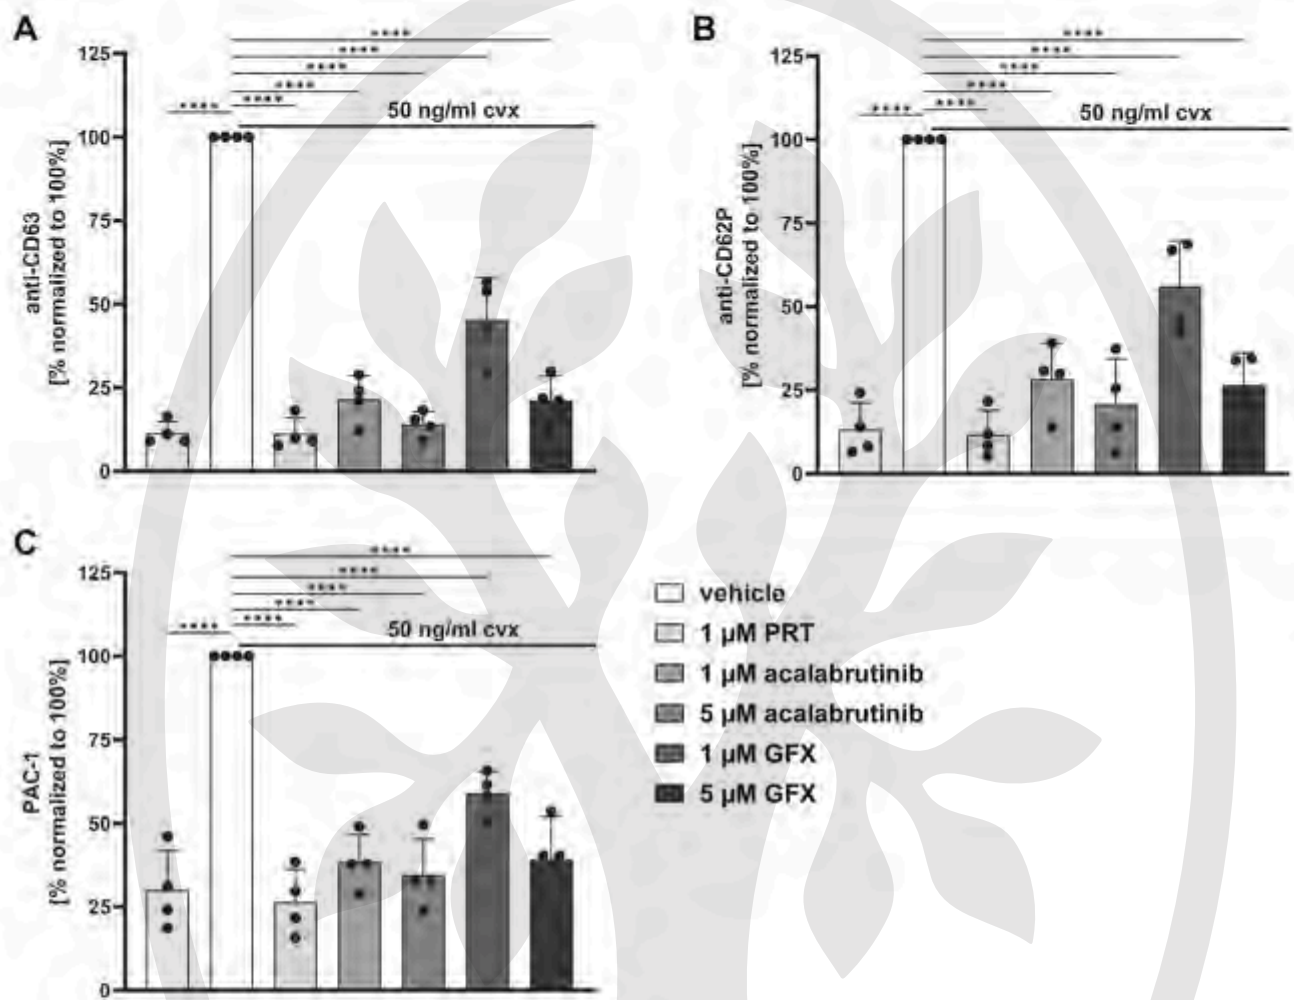 A
****
****
****
****
****
****
50 ng/ml cvx
125
100
75
50
25
0
anti-CD63
[% normalized to 100%]
B
****
****
****
****
****
****
50 ng/ml cvx
125
100
75
50
25
0
anti-CD62P
[% normalized to 100%]
C
****
****
****
****
****
****
50 ng/ml cvx
125
100
75
50
25
0
PAC-1
[% normalized to 100%]
vehicle
1 µM PRT
1 µM acalabrutinib
5 µM acalabrutinib
1 µM GFX
5 µM GFX